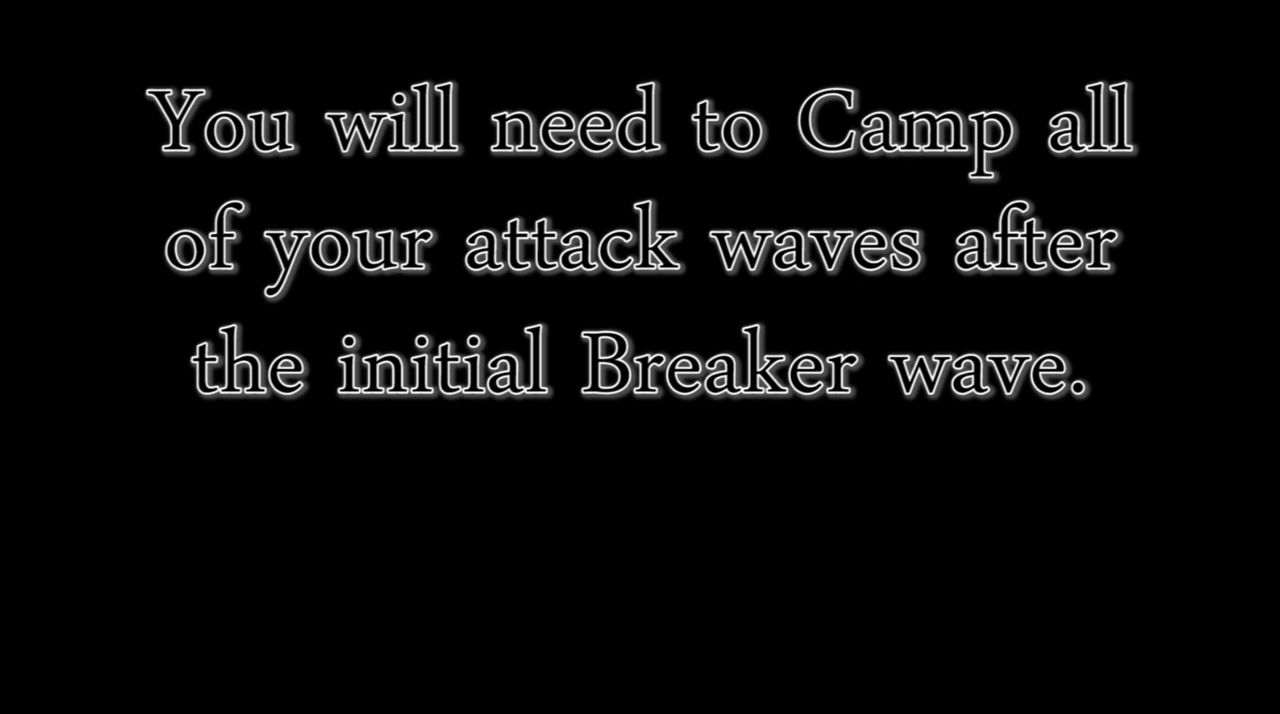 You will need to Camp all
of your attack waves after
the initial Breaker wave.